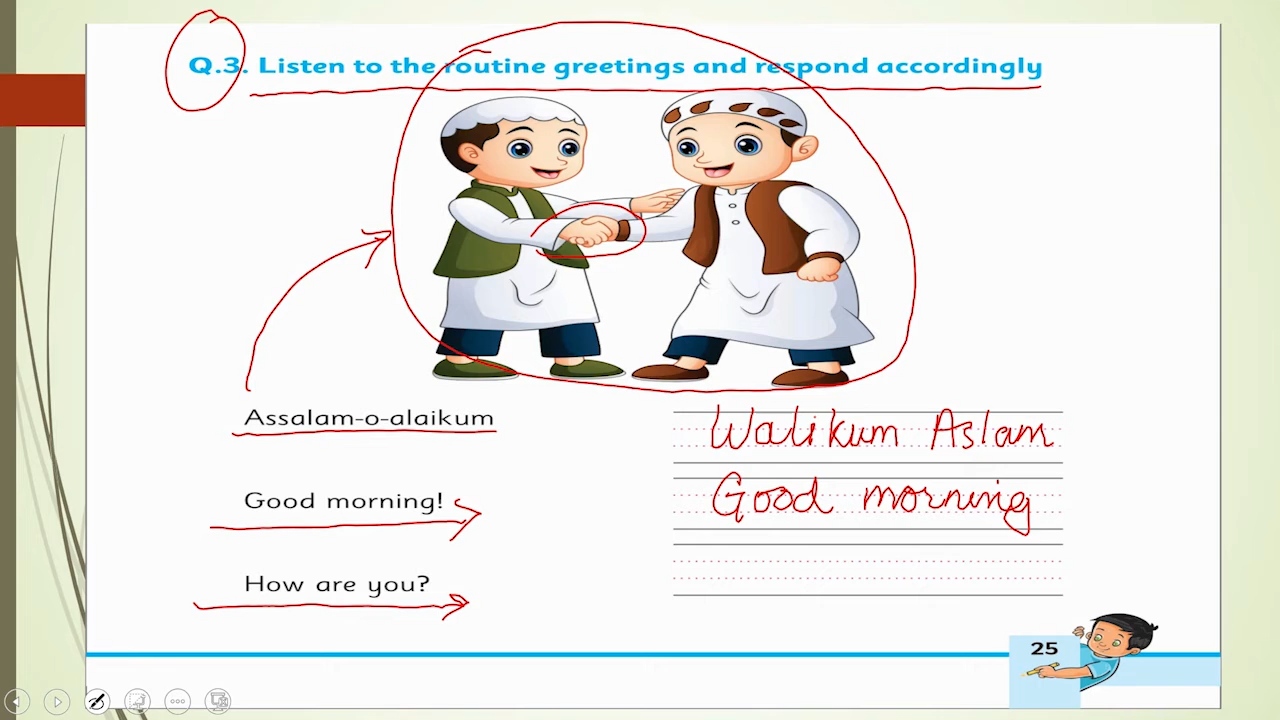 Q.3. Listen to the routine greetings and respond accordingly
Assalam-o-alaikum
Walikum Aslam
Good morning!
Good morning
How are you?
25